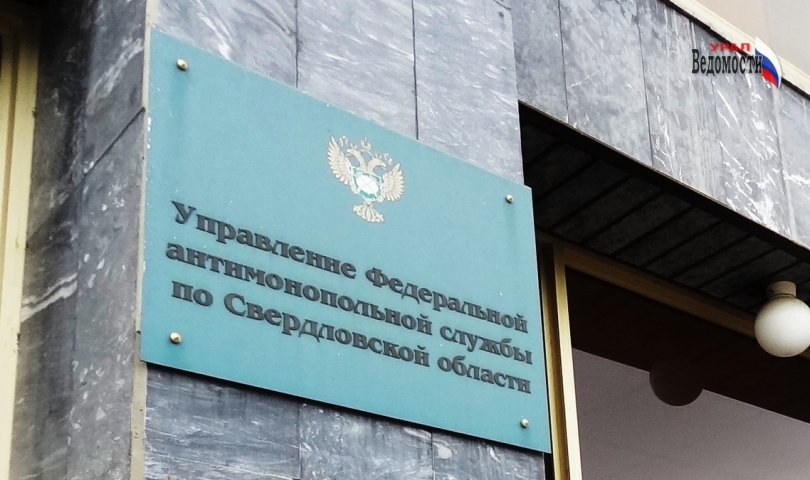 УРАЛ
Ведомости
Управление Федеральной
антимонопольной службы
по Свердловской области